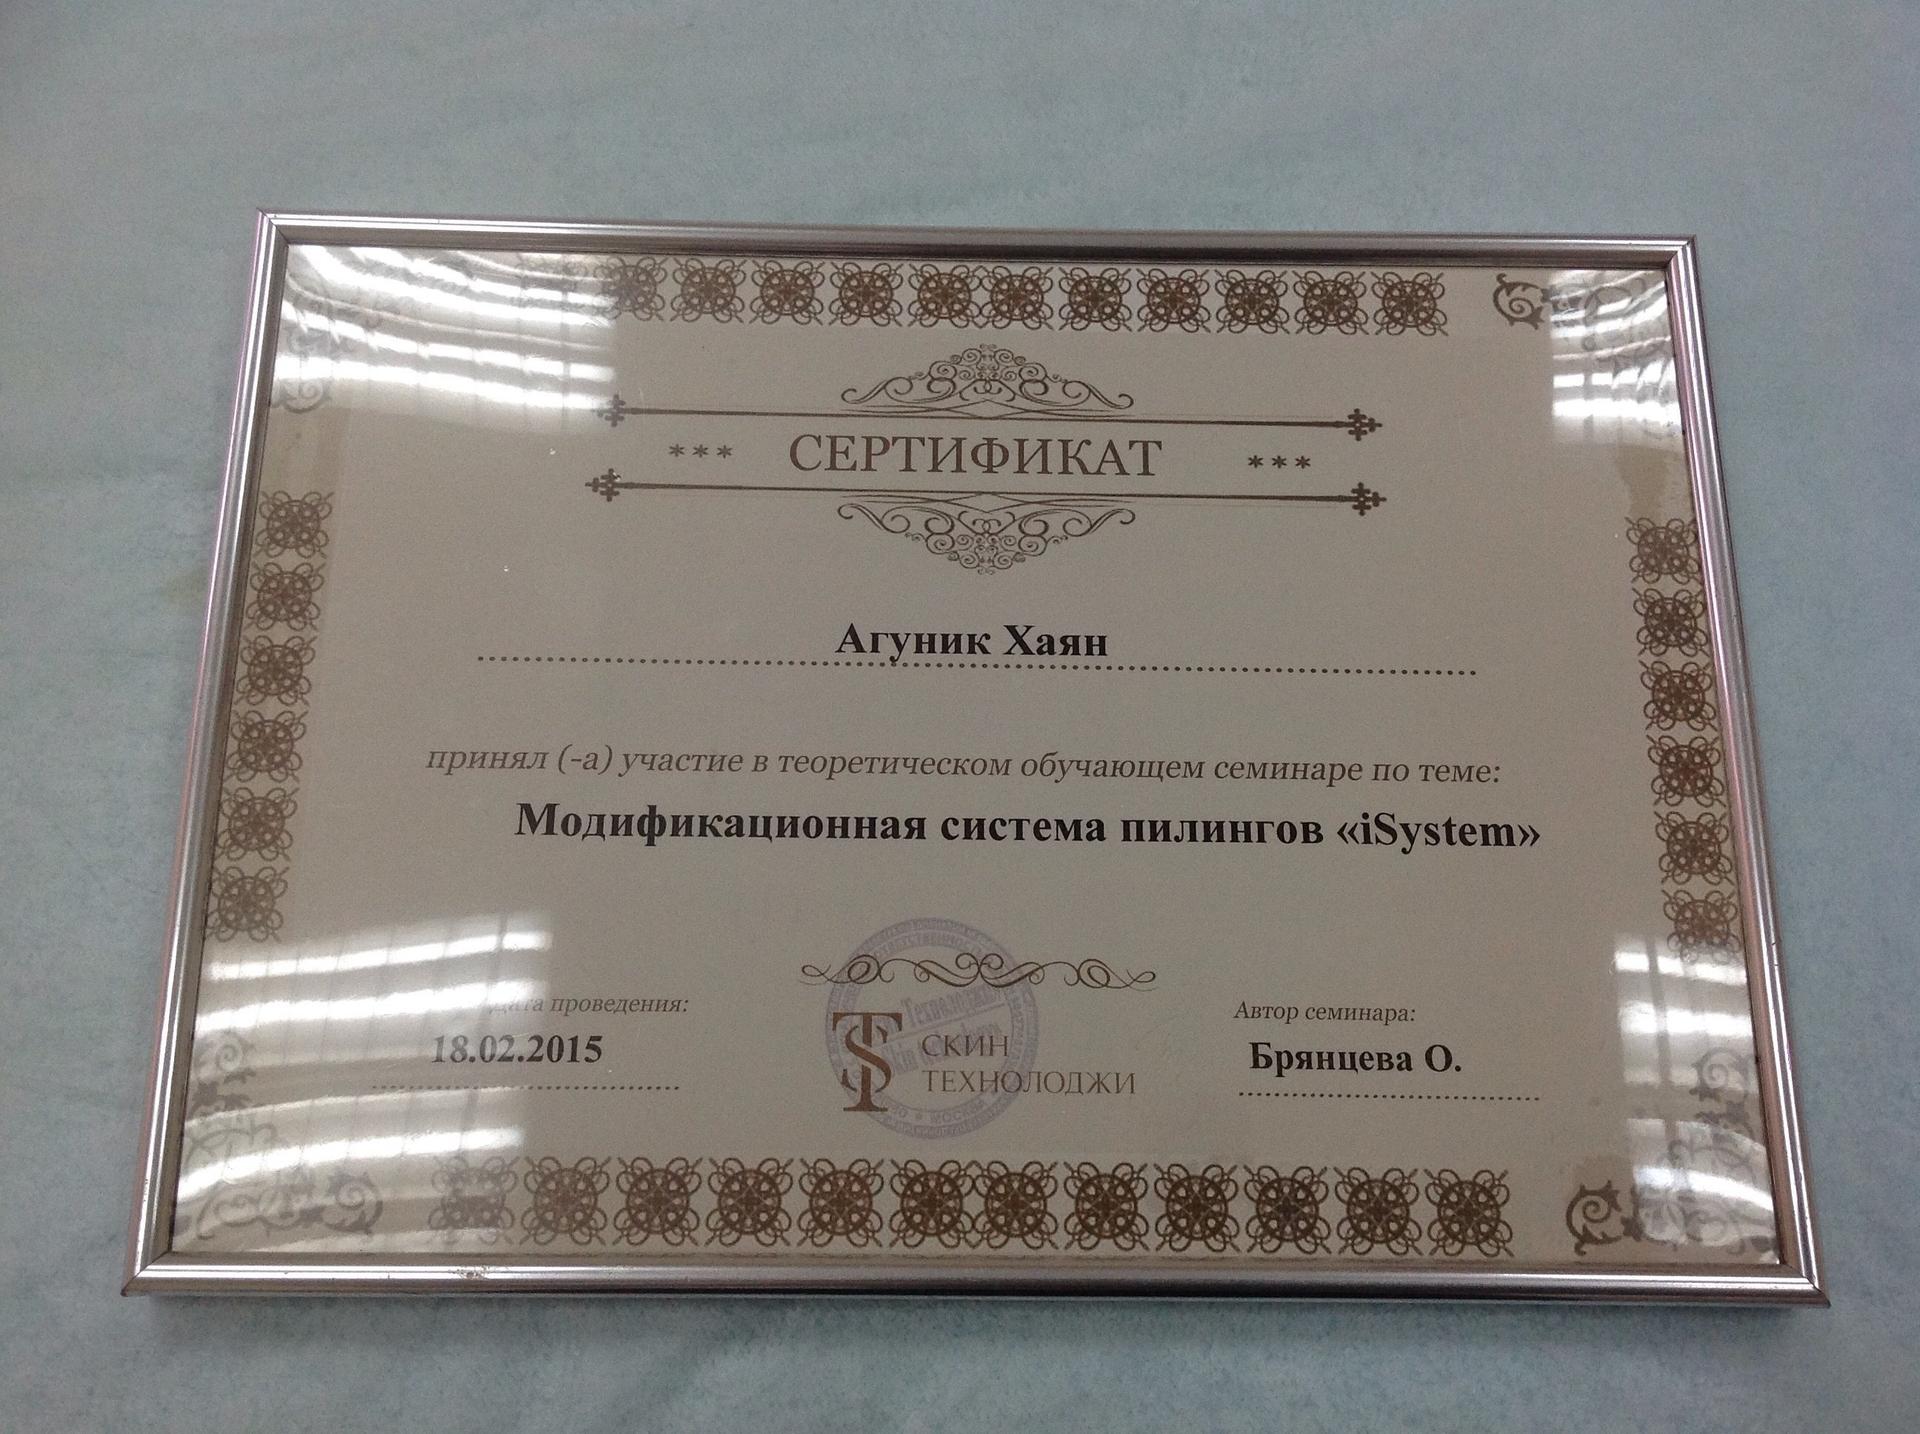 *** СЕРТИФИКАТ ***
Агуник Хаян
принял (-а) участие в теоретическом обучающем семинаре по теме:
Модификационная система пилингов «iSystem»
Дата проведения:
18.02.2015
СКИН
ТЕХНОЛОДЖИ
Автор семинара:
Брянцева О.